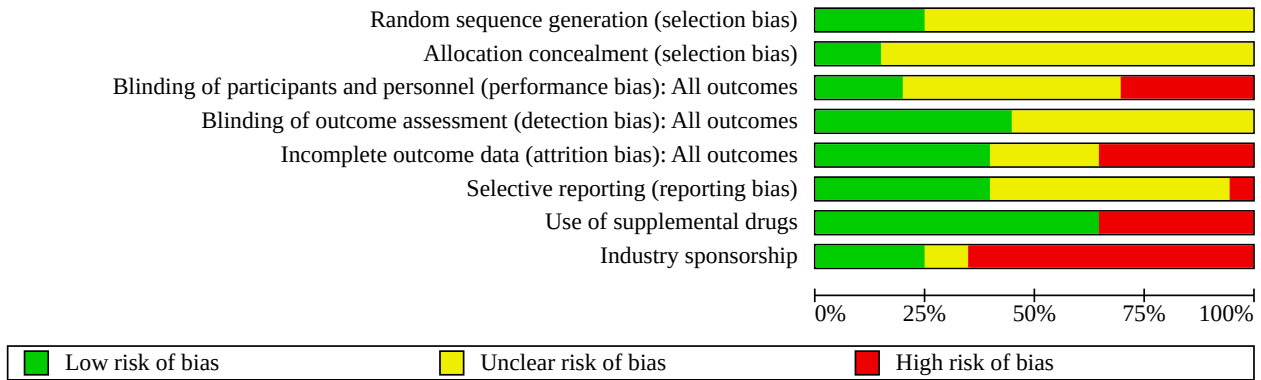 Random sequence generation (selection bias)
Allocation concealment (selection bias)
Blinding of participants and personnel (performance bias): All outcomes
Blinding of outcome assessment (detection bias): All outcomes
Incomplete outcome data (attrition bias): All outcomes
Selective reporting (reporting bias)
Use of supplemental drugs
Industry sponsorship
0% 25% 50% 75% 100%
Low risk of bias Unclear risk of bias High risk of bias